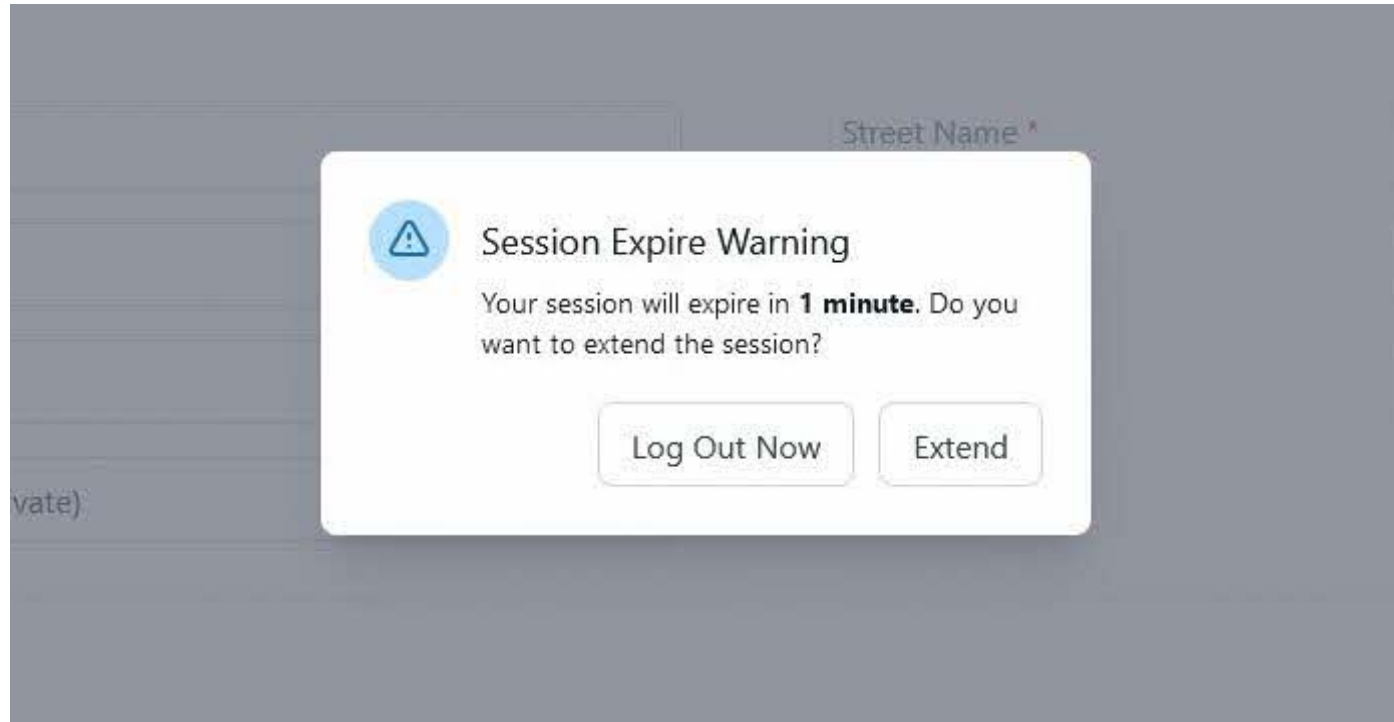 Street Name *
Session Expire Warning
Your session will expire in 1 minute. Do you
want to extend the session?
Log Out Now
Extend
vate)